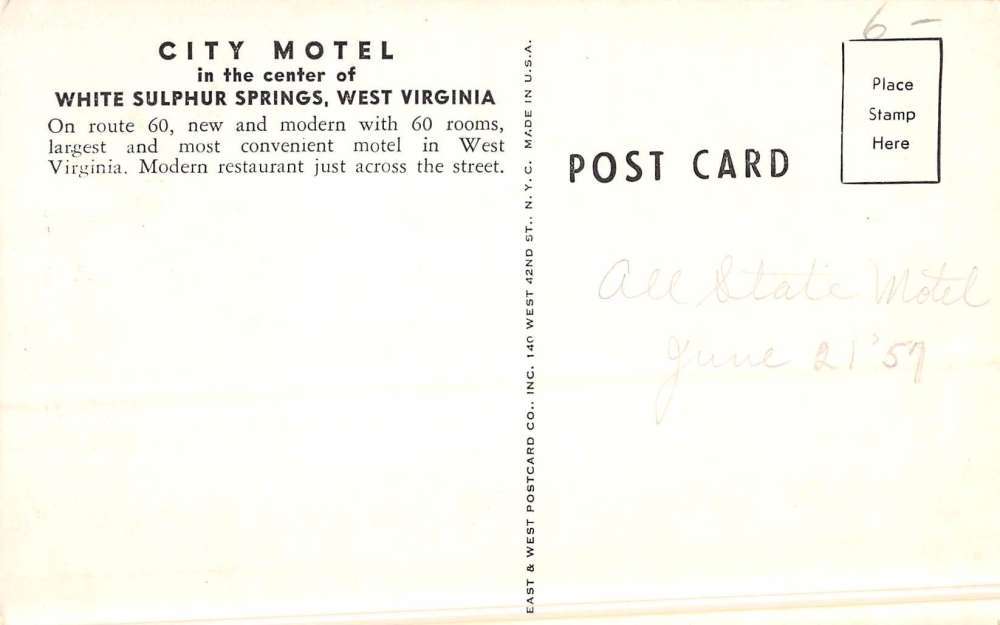 CITY MOTEL
in the center of
WHITE SULPHUR SPRINGS, WEST VIRGINIA
On route 60, new and modern with 60 rooms,
largest and most convenient motel in West
Virginia. Modern restaurant just across the street.
EAST & WEST POSTCARD CO., INC. 140 WEST 42ND ST., N.Y.C. MADE IN U.S.A.
POST CARD
6-
Place
Stamp
Here
All State Motel
June 21 '57